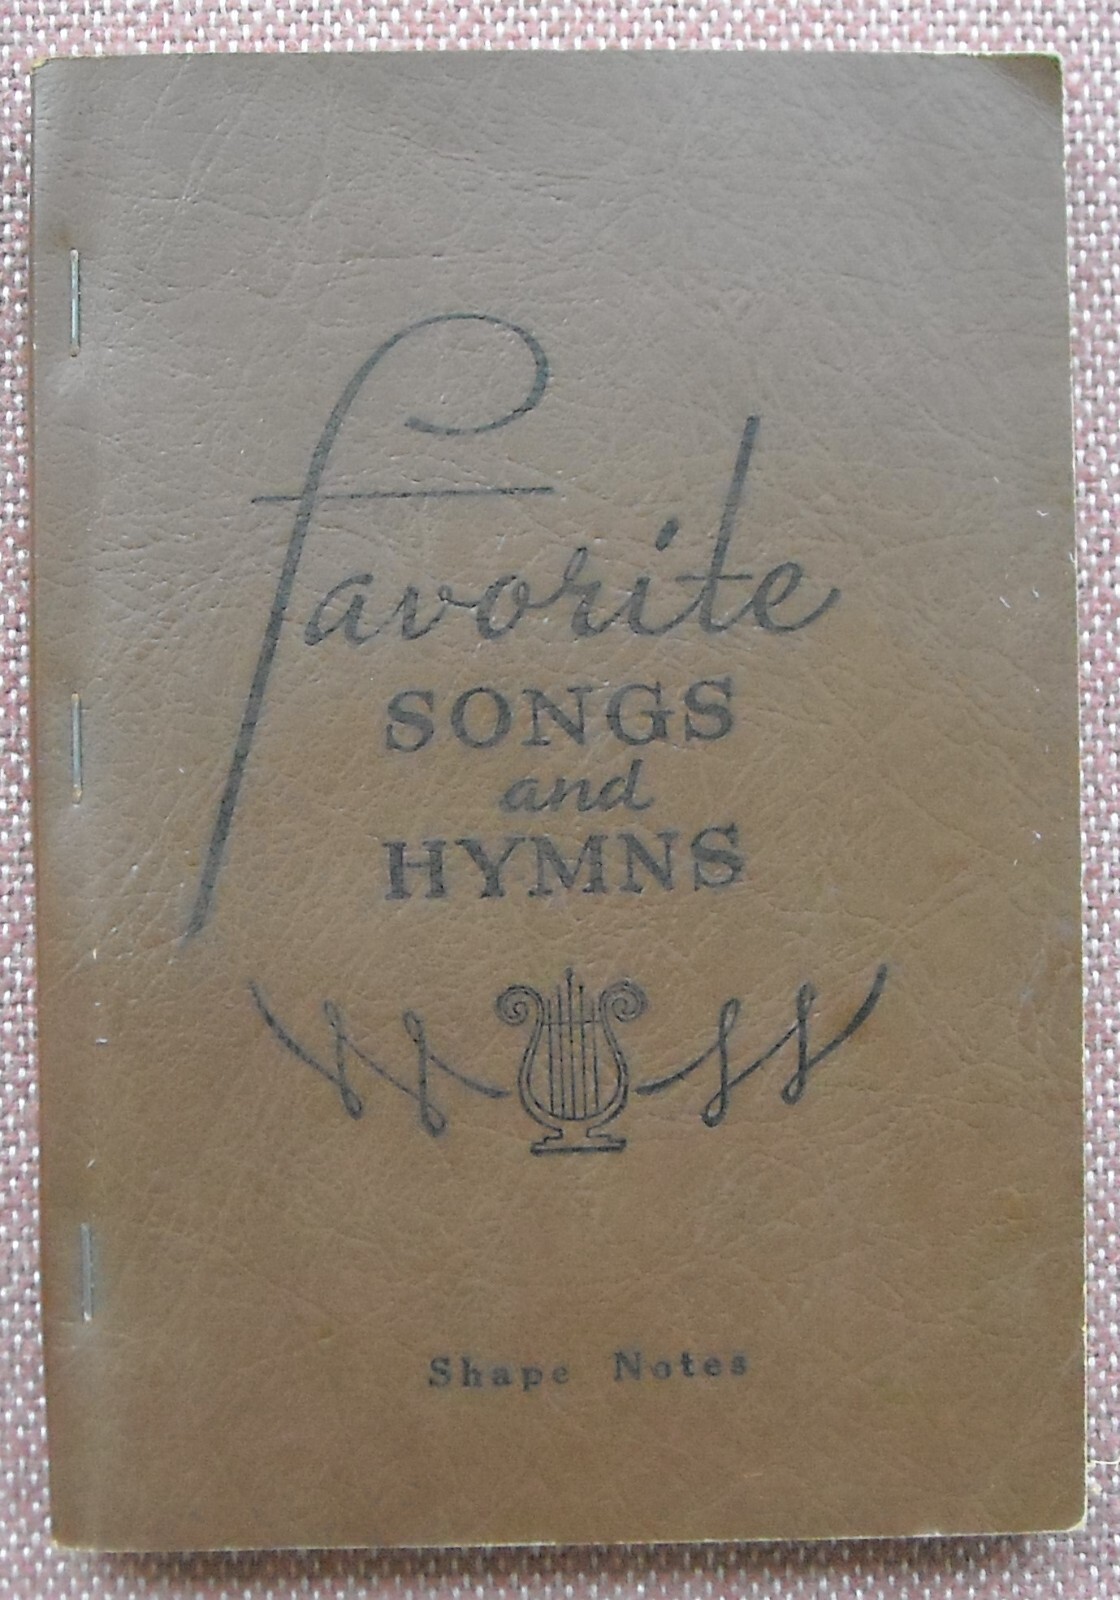 favorite
SONGS
and
HYMNS
Shape Notes